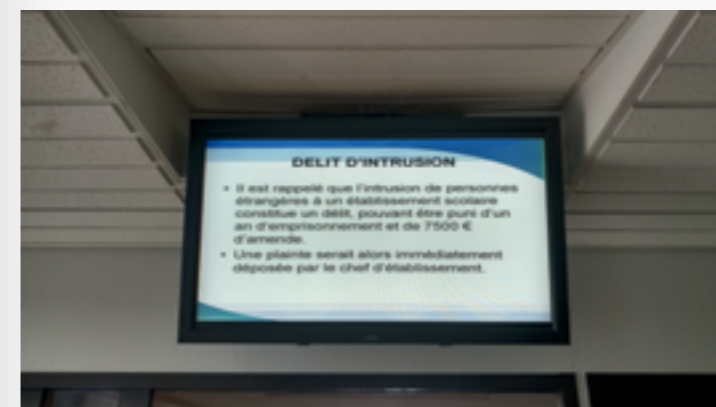 DELIT D'INTRUSION
• Il est rappelé que l'intrusion de personnes
étrangères à un établissement scolaire
constitue un délit, pouvant être puni d'un
an d'emprisonnement et de 7500 €
d'amende.
• Une plainte serait alors immédiatement
déposée par le chef d'établissement.